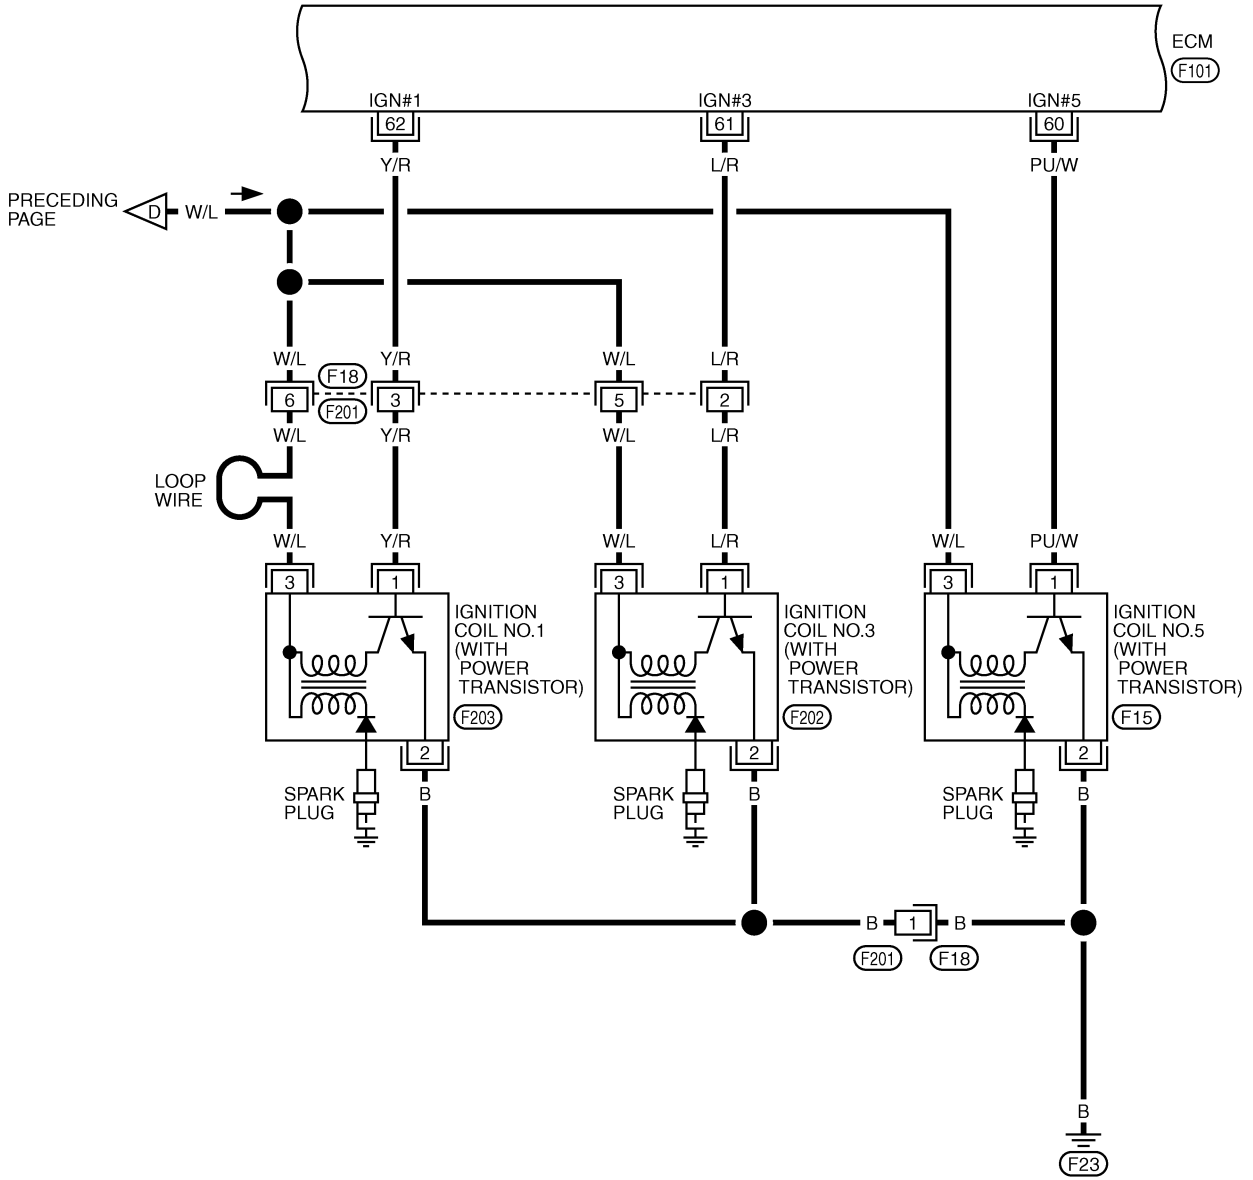 ECM
F101
IGN#1
IGN#3
IGN#5
62
61
60
Y/R
L/R
PU/W
PRECEDING
PAGE
D
W/L
W/L
Y/R
W/L
L/R
F18
6
3
5
2
F201
W/L
Y/R
W/L
L/R
LOOP
WIRE
W/L
Y/R
W/L
L/R
W/L
PU/W
3
1
3
1
3
1
IGNITION
COIL NO.1
(WITH
POWER
TRANSISTOR)
F203
IGNITION
COIL NO.3
(WITH
POWER
TRANSISTOR)
F202
IGNITION
COIL NO.5
(WITH
POWER
TRANSISTOR)
F15
2
2
2
SPARK
PLUG
B
SPARK
PLUG
B
SPARK
PLUG
B
B
1
B
F201
F18
B
F23